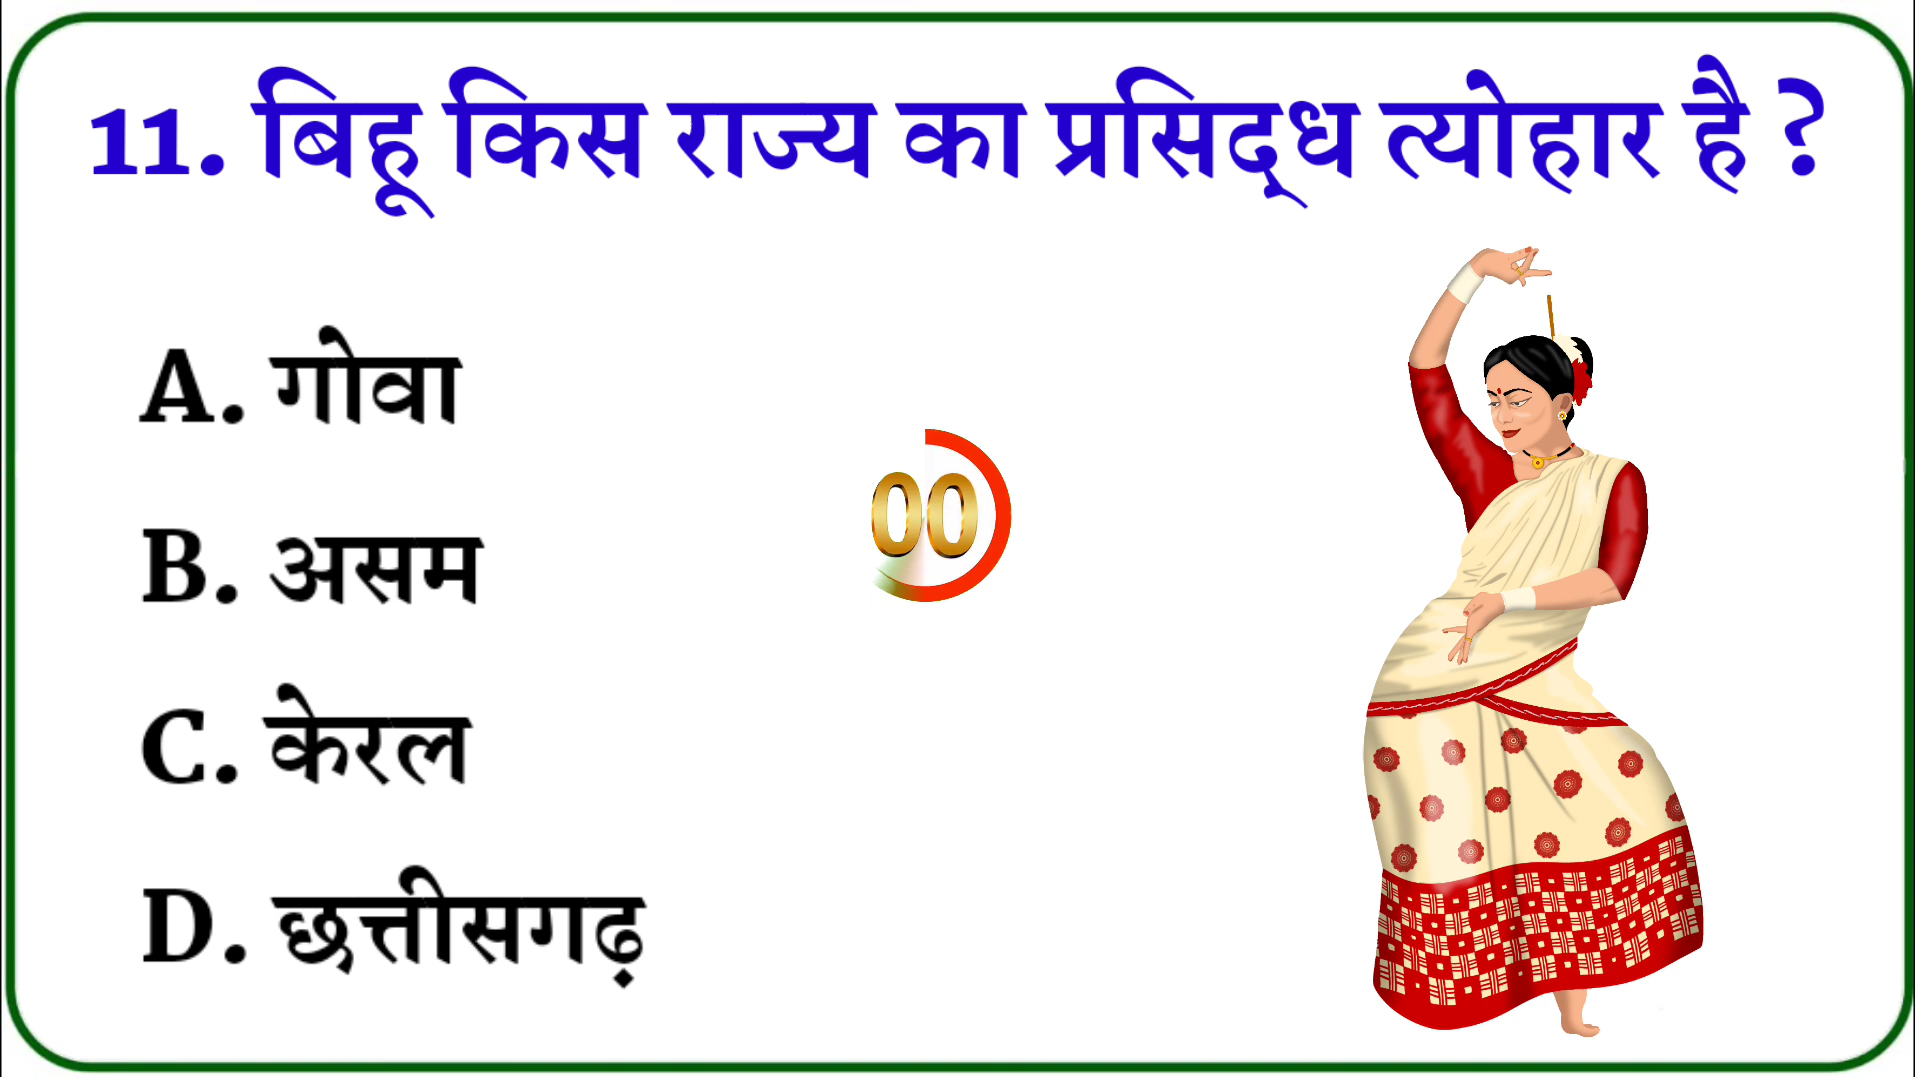 11. बिहू किस राज्य का प्रसिद्ध त्योहार है ?
A. गोवा
B. असम
00
C. केरल
D. छत्तीसगढ़